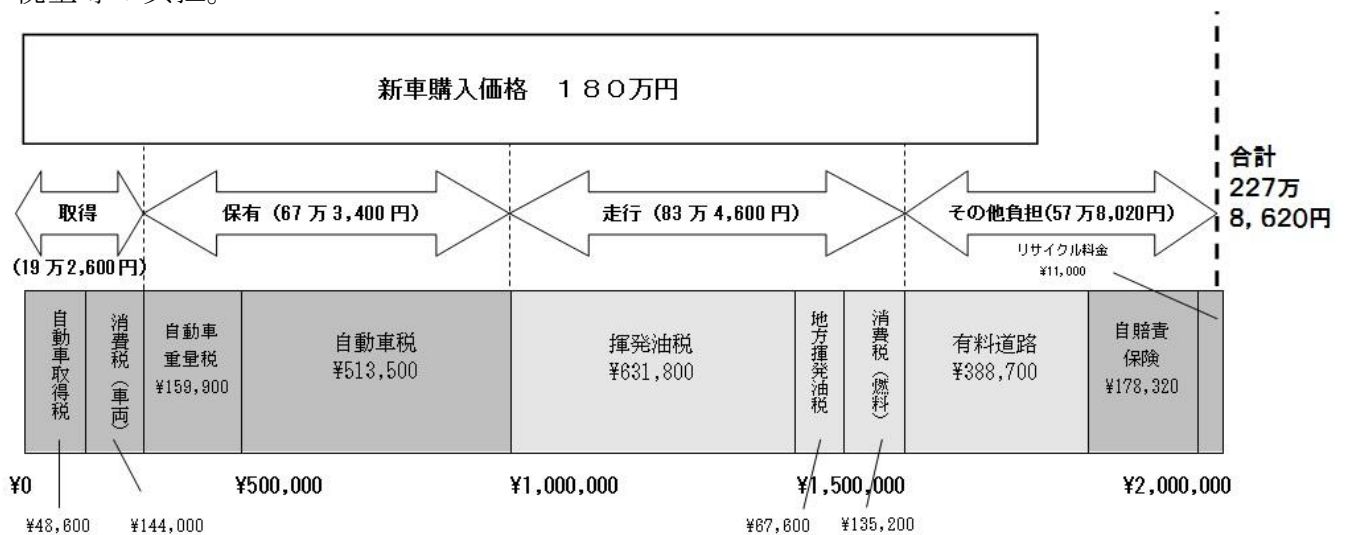 新車購入価格　１８０万円
合計
227万
8,620円
取得
保有（67万3,400円）
走行（83万4,600円）
その他負担(57万8,020円)
(19万2,600円)
リサイクル料金
¥11,000
自動車取得税
消費税（車両）
自動車
重量税
¥159,900
自動車税
¥513,500
揮発油税
¥631,800
地方揮発油税
消費税（燃料）
有料道路
¥388,700
自賠責
保険
¥178,320
¥0
¥500,000
¥1,000,000
¥1,500,000
¥2,000,000
¥48,600
¥144,000
¥67,600
¥135,200